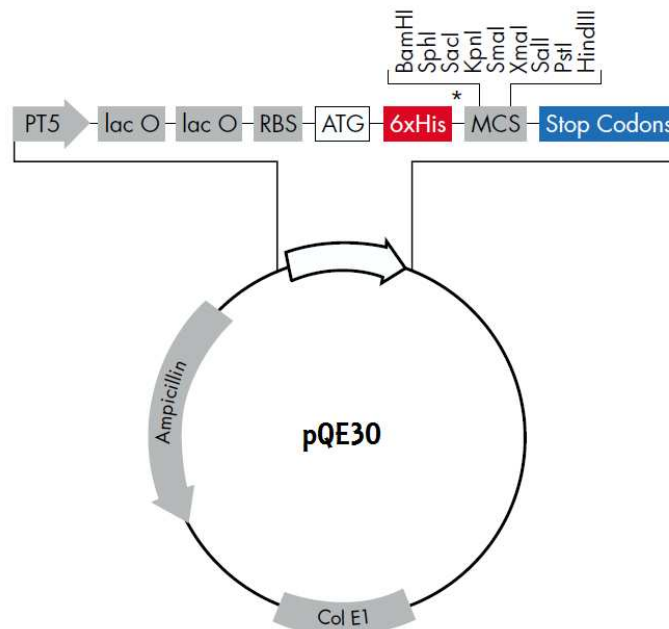 BamHI
SphI
SacI
KpnI
SmaI
XmaI
SalI
PstI
HindIII
*
PT5 lac O lac O RBS ATG 6xHis MCS Stop Codons
Ampicillin
pQE30
Col E1